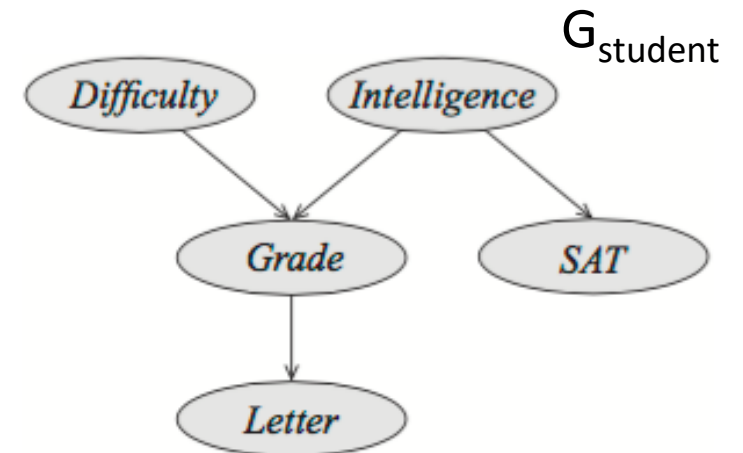 G_student
Difficulty
Intelligence
Grade
SAT
Letter